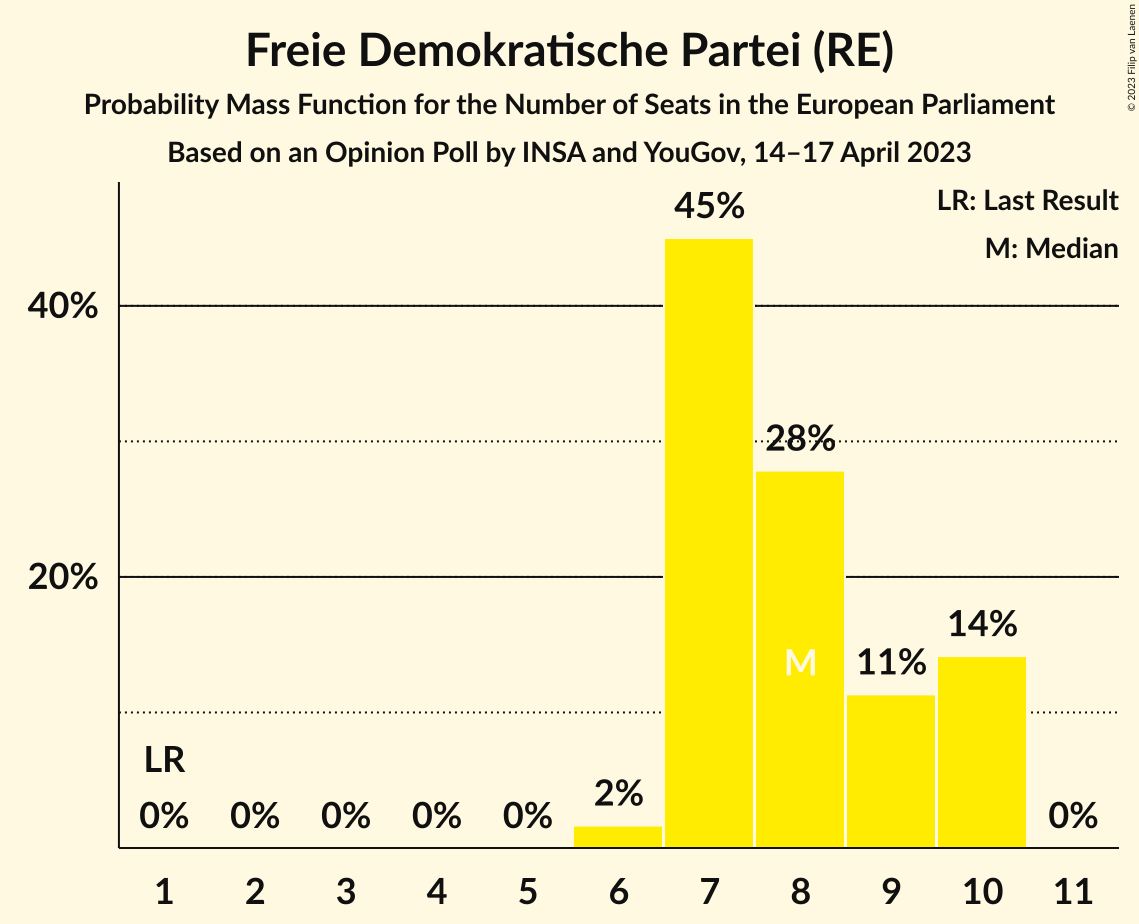 Freie Demokratische Partei (RE)
Probability Mass Function for the Number of Seats in the European Parliament
Based on an Opinion Poll by INSA and YouGov, 14–17 April 2023
© 2023 Filip van Laenen
LR: Last Result
M: Median
45%
40%
28%
20%
14%
11%
M
LR
2%
0% 0% 0% 0% 0% 0%
1 2 3 4 5 6 7 8 9 10 11